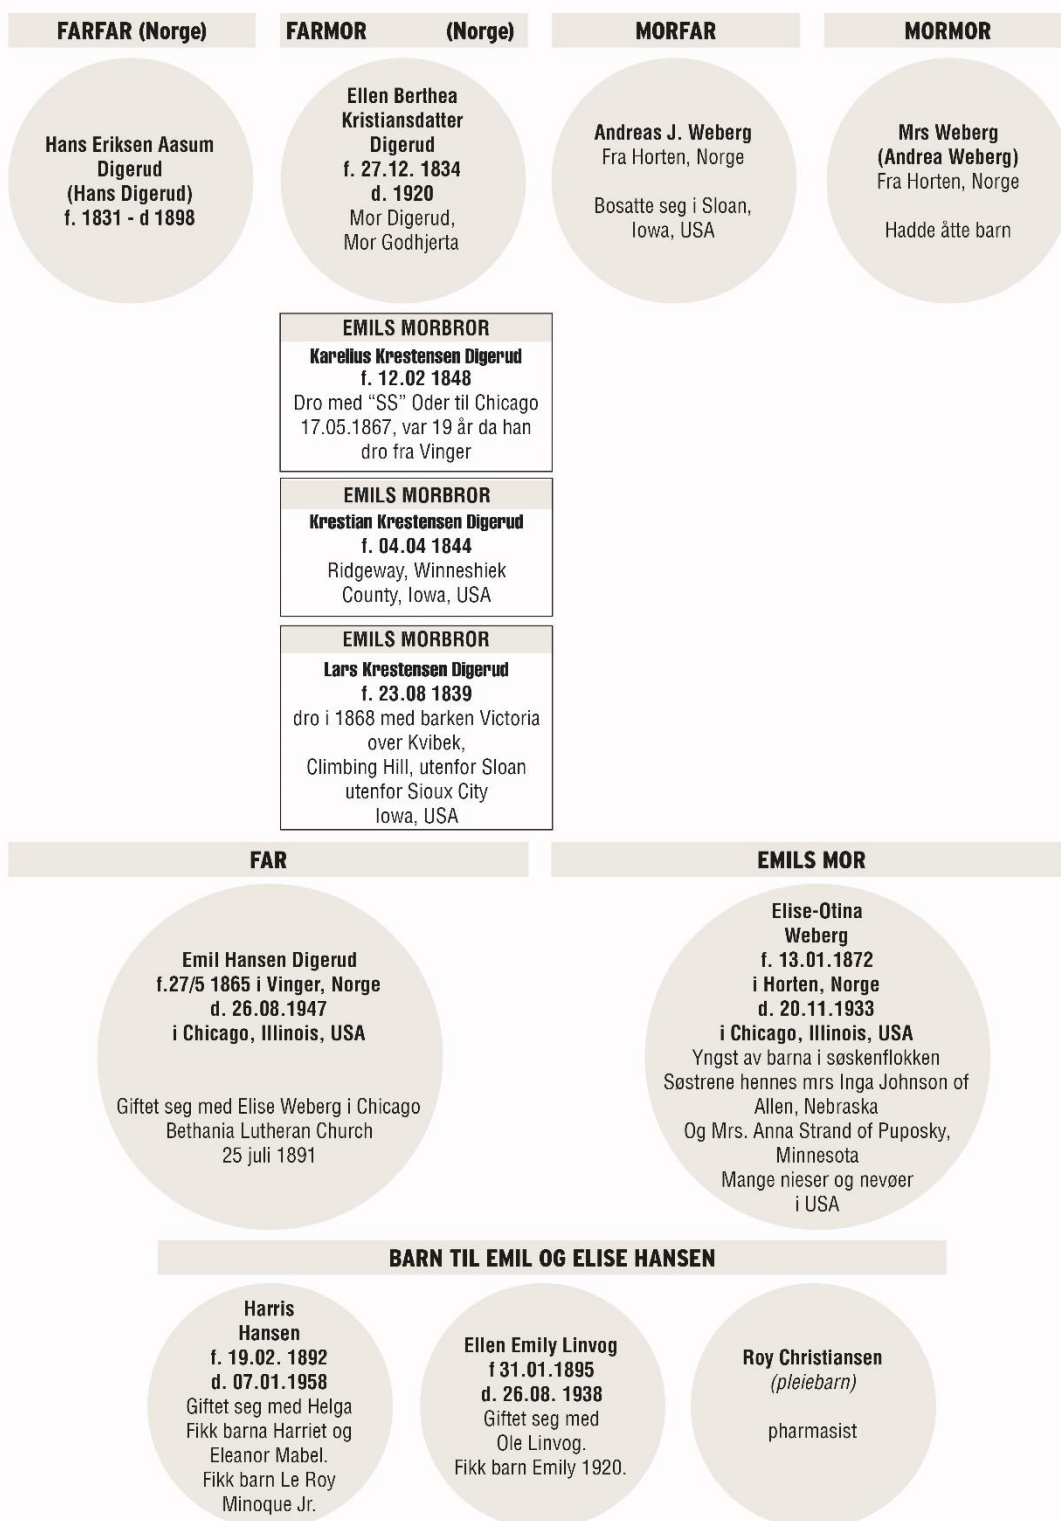 FARFAR (Norge)
FARMOR (Norge)
MORFAR
MORMOR
Hans Eriksen Aasum
Digerud
(Hans Digerud)
f. 1831 - d 1898
Ellen Berthea
Kristiansdatter
Digerud
f. 27.12. 1834
d. 1920
Mor Digerud,
Mor Godhjerta
Andreas J. Weberg
Fra Horten, Norge
Bosatte seg i Sloan,
Iowa, USA
Mrs Weberg
(Andrea Weberg)
Fra Horten, Norge
Hadde åtte barn
EMILS MORBROR
Karelius Krestensen Digerud
f. 12.02 1848
Dro med “SS” Oder til Chicago
17.05.1867, var 19 år da han
dro fra Vinger
EMILS MORBROR
Krestian Krestensen Digerud
f. 04.04 1844
Ridgeway, Winneshiek
County, Iowa, USA
EMILS MORBROR
Lars Krestensen Digerud
f. 23.08 1839
dro i 1868 med barken Victoria
over Kvibek,
Climbing Hill, utenfor Sloan
utenfor Sioux City
Iowa, USA
FAR
EMILS MOR
Emil Hansen Digerud
f.27/5 1865 i Vinger, Norge
d. 26.08.1947
i Chicago, Illinois, USA
Giftet seg med Elise Weberg i Chicago
Bethania Lutheran Church
25 juli 1891
Elise-Otina
Weberg
f. 13.01.1872
i Horten, Norge
d. 20.11.1933
i Chicago, Illinois, USA
Yngst av barna i søskenflokken
Søstrene hennes mrs Inga Johnson of
Allen, Nebraska
Og Mrs. Anna Strand of Puposky,
Minnesota
Mange nieser og nevøer
i USA
BARN TIL EMIL OG ELISE HANSEN
Harris
Hansen
f. 19.02. 1892
d. 07.01.1958
Giftet seg med Helga
Fikk barna Harriet og
Eleanor Mabel.
Fikk barn Le Roy
Minoque Jr.
Ellen Emily Linvog
f 31.01.1895
d. 26.08. 1938
Giftet seg med
Ole Linvog.
Fikk barn Emily 1920.
Roy Christiansen
(pleiebarn)
pharmasist